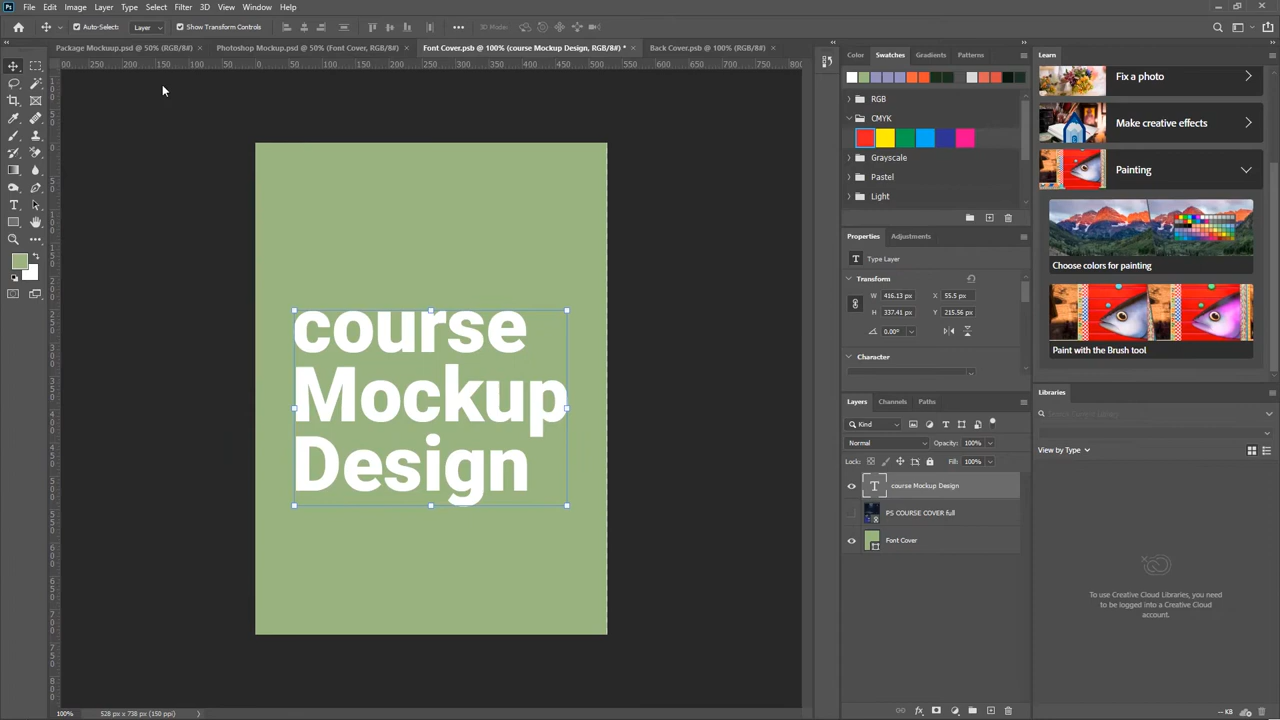 File Edit Image Layer Type Select Filter 3D View Window Help
Auto-Select: Layer Show Transform Controls 3D Mode:
Package Mockuup.psd @ 50% (RGB/8#) × Photoshop Mockup.psd @ 50% (Font Cover, RGB/8#) × Font Cover.psb @ 100% (course Mockup Design, RGB/8#) * × Back Cover.psb @ 100% (RGB/8#) ×
course
Mockup
Design
100% 528 px x 738 px (150 ppi)
Color Swatches Gradients Patterns
RGB
CMYK
Grayscale
Pastel
Light
Properties Adjustments
Type Layer
Transform
W 416.13 px X 55.5 px
H 337.41 px Y 215.56 px
0.00°
Character
Layers Channels Paths
Kind
Normal Opacity: 100%
Lock: Fill: 100%
course Mockup Design
PS COURSE COVER full
Font Cover
Learn
Fix a photo
Make creative effects
Painting
Choose colors for painting
Paint with the Brush tool
Libraries
View by Type
To use Creative Cloud Libraries, you
need to be logged into a Creative Cloud
account.
-- KB